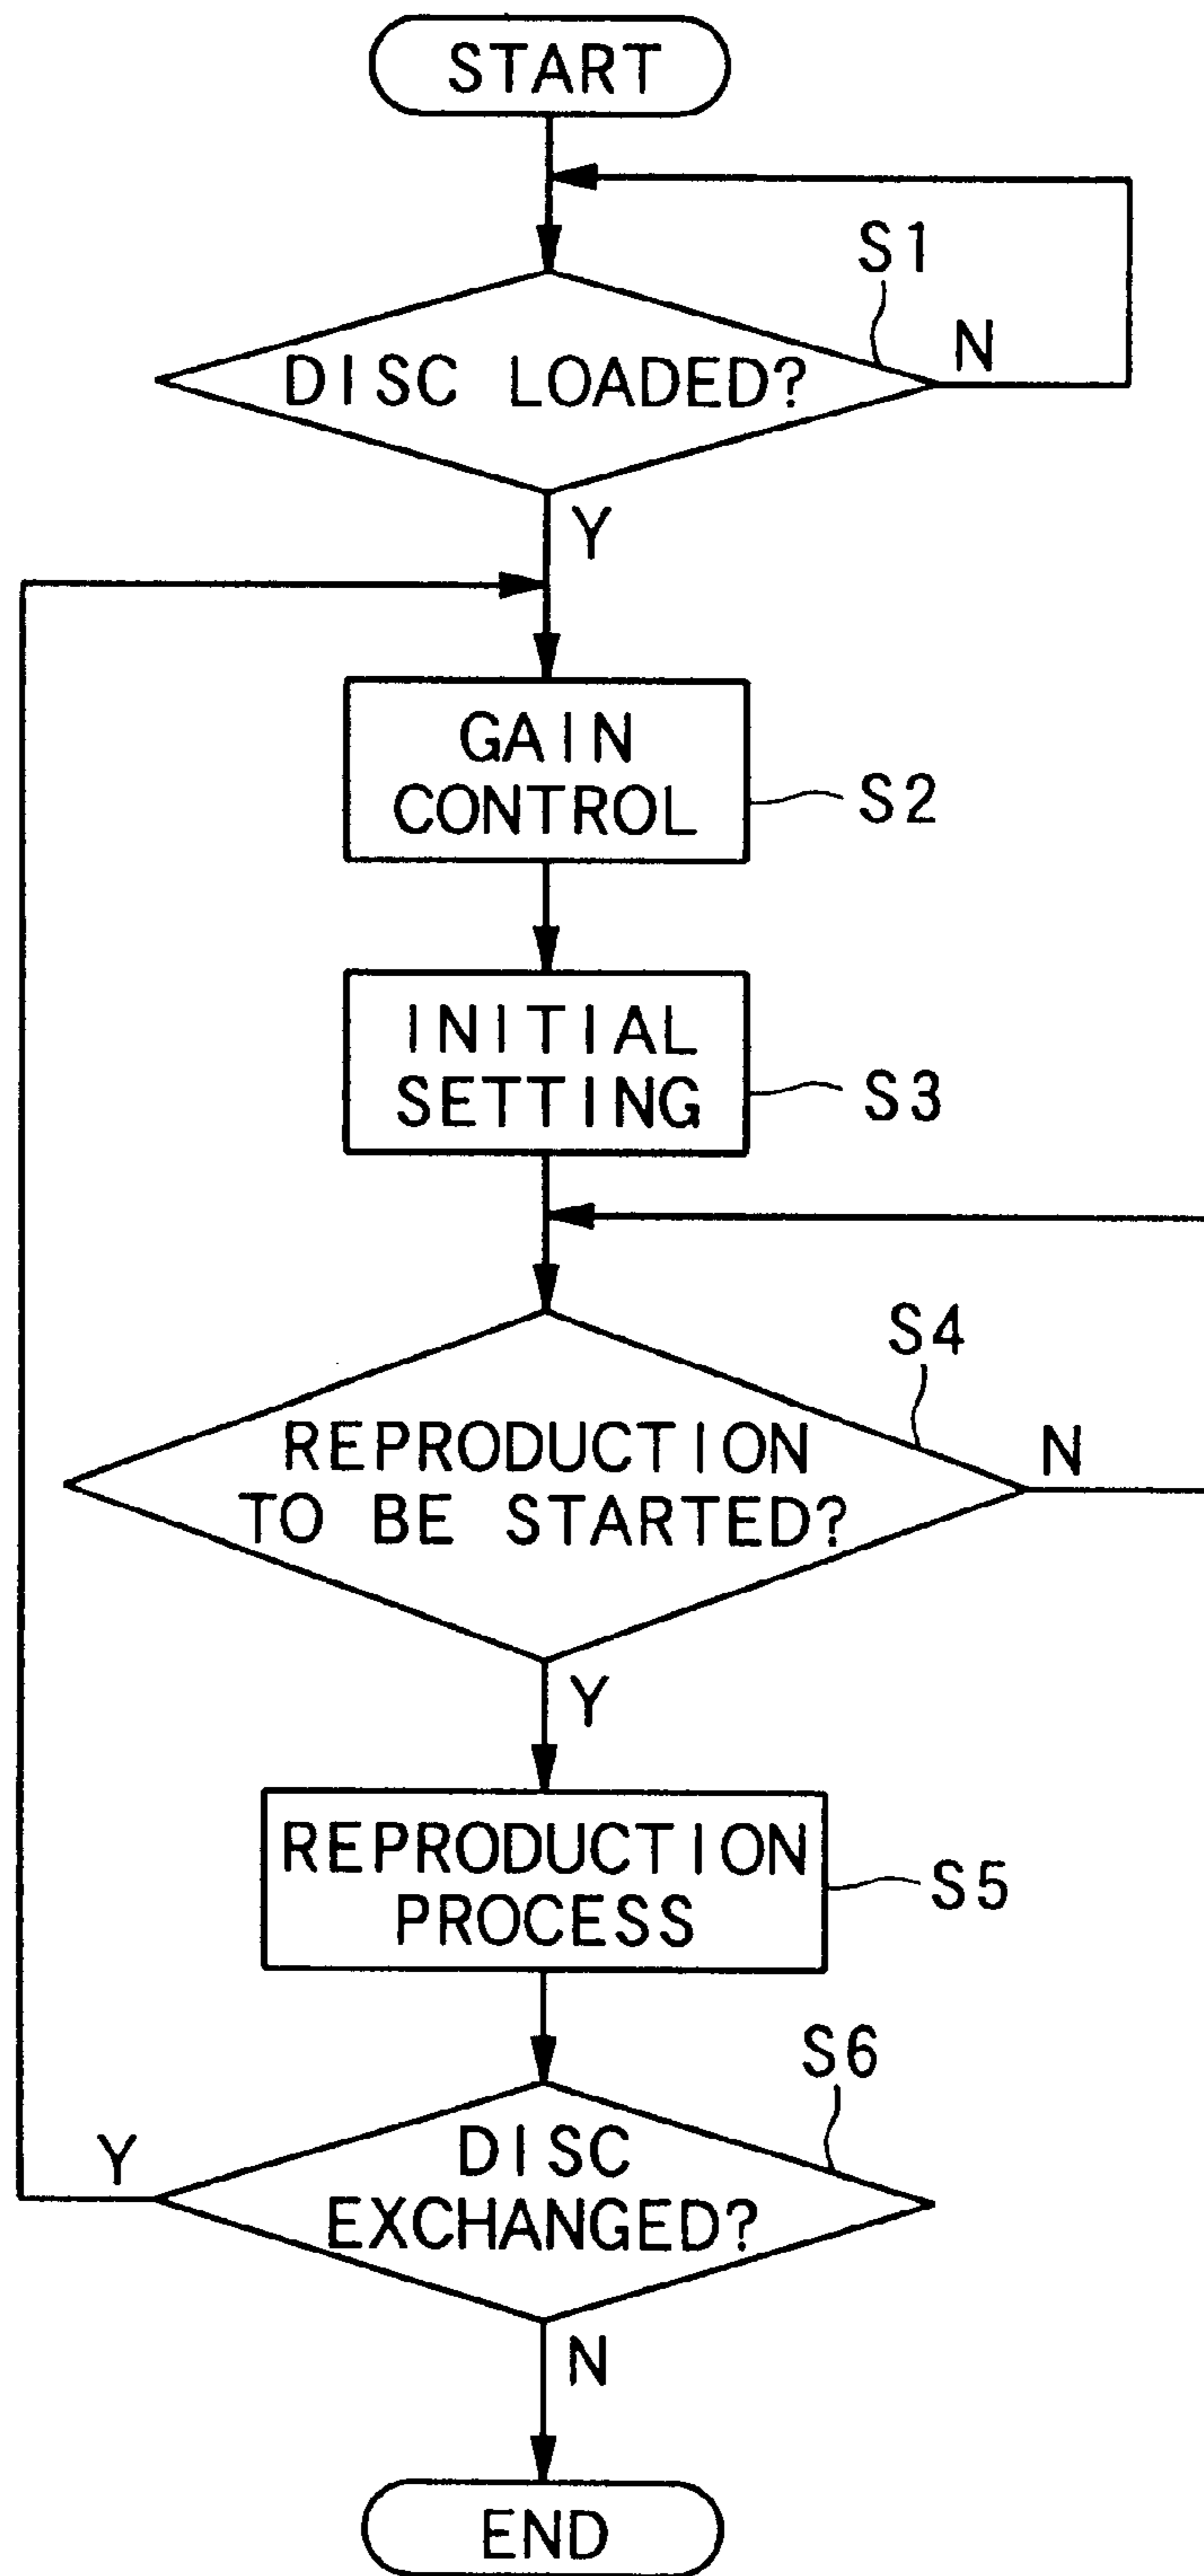 START
S1
DISC LOADED?
N
Y
GAIN
CONTROL
S2
INITIAL
SETTING
S3
S4
REPRODUCTION
TO BE STARTED?
N
Y
REPRODUCTION
PROCESS
S5
S6
DISC
EXCHANGED?
Y
N
END